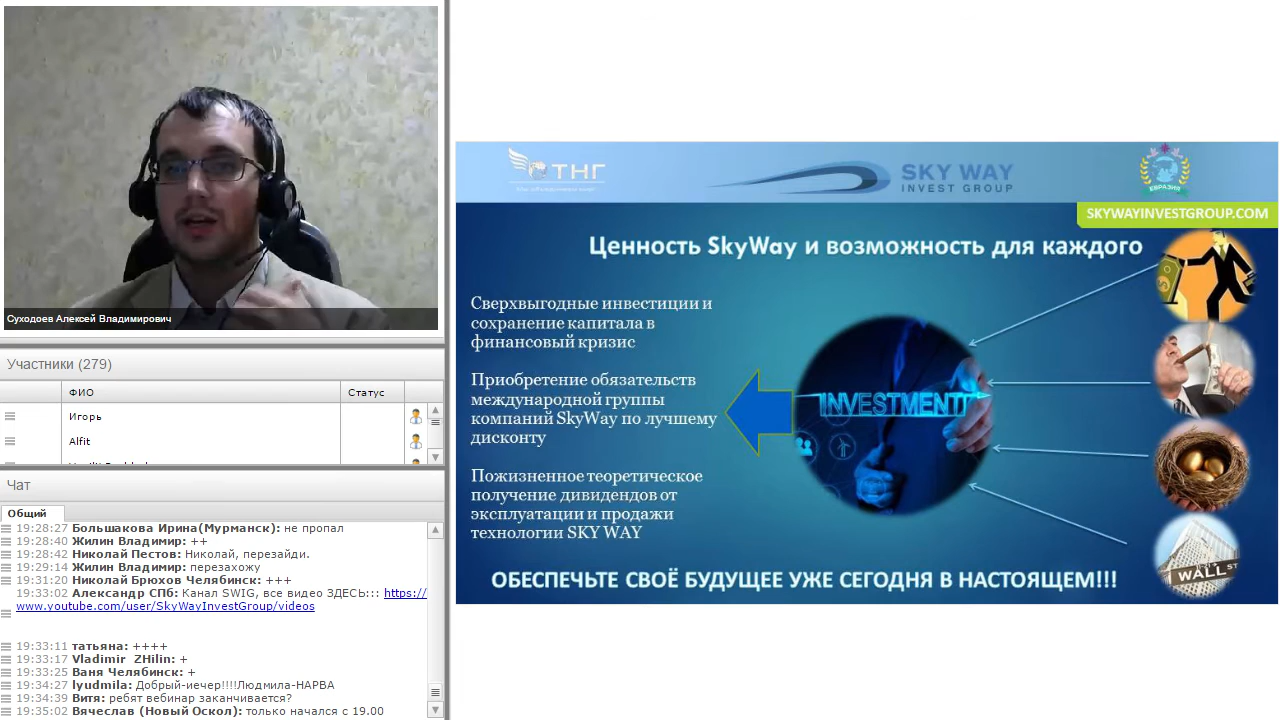 Суходоев Алексей Владимирович
Участники (279)
ФИО
Статус
Игорь
Alfit
Чат
Общий
19:28:27 Большакова Ирина(Мурманск): не пропал
19:28:40 Жилин Владимир: ++
19:28:42 Николай Пестов: Николай, перезайди.
19:29:14 Жилин Владимир: перезахожу
19:31:20 Николай Брюхов Челябинск: +++
19:33:02 Александр СПб: Канал SWIG, все видео ЗДЕСЬ::: https://
www.youtube.com/user/SkyWayInvestGroup/videos
19:33:11 татьяна: ++++
19:33:17 Vladimir ZHilin: +
19:33:25 Ваня Челябинск: +
19:34:27 lyudmila: Добрый-иечер!!!!Людмила-НАРВА
19:34:39 Витя: ребят вебинар заканчивается?
19:35:02 Вячеслав (Новый Оскол): только начался с 19.00
ТНГ
SKY WAY
INVEST GROUP
ЕВРАЗИЯ
SKYWAYINVESTGROUP.COM
Ценность SkyWay и возможность для каждого
Сверхвыгодные инвестиции и
сохранение капитала в
финансовый кризис
Приобретение обязательств
международной группы
компаний SkyWay по лучшему
дисконту
Пожизненное теоретическое
получение дивидендов от
эксплуатации и продажи
технологии SKY WAY
INVESTMENT
WALL ST
ОБЕСПЕЧЬТЕ СВОЁ БУДУЩЕЕ УЖЕ СЕГОДНЯ В НАСТОЯЩЕМ!!!